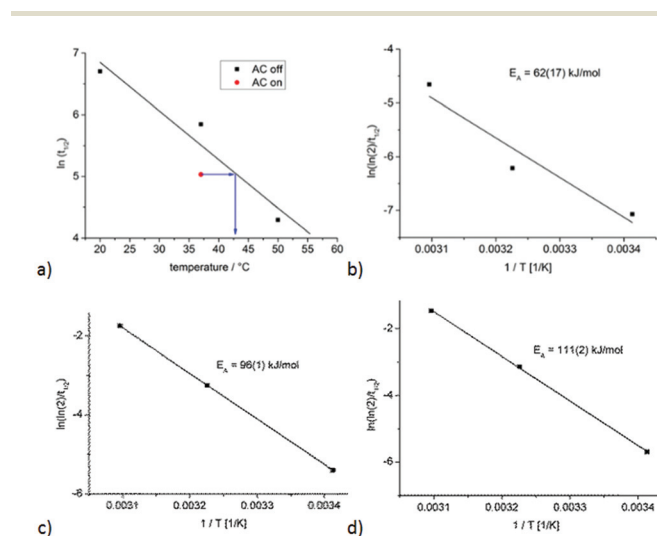 7
6
5
4
ln (t1/2)
AC off
AC on
20 25 30 35 40 45 50 55 60
temperature / °C
a)
-4
-5
-6
-7
ln(ln(2)/t1/2)
EA = 62(17) kJ/mol
0.0031 0.0032 0.0033 0.0034
1 / T [1/K]
b)
-2
-4
-6
ln(ln(2)/t1/2)
EA = 96(1) kJ/mol
0.0031 0.0032 0.0033 0.0034
1 / T [1/K]
c)
-2
-4
-6
ln(ln(2)/t1/2)
EA = 111(2) kJ/mol
0.0031 0.0032 0.0033 0.0034
1 / T [1/K]
d)